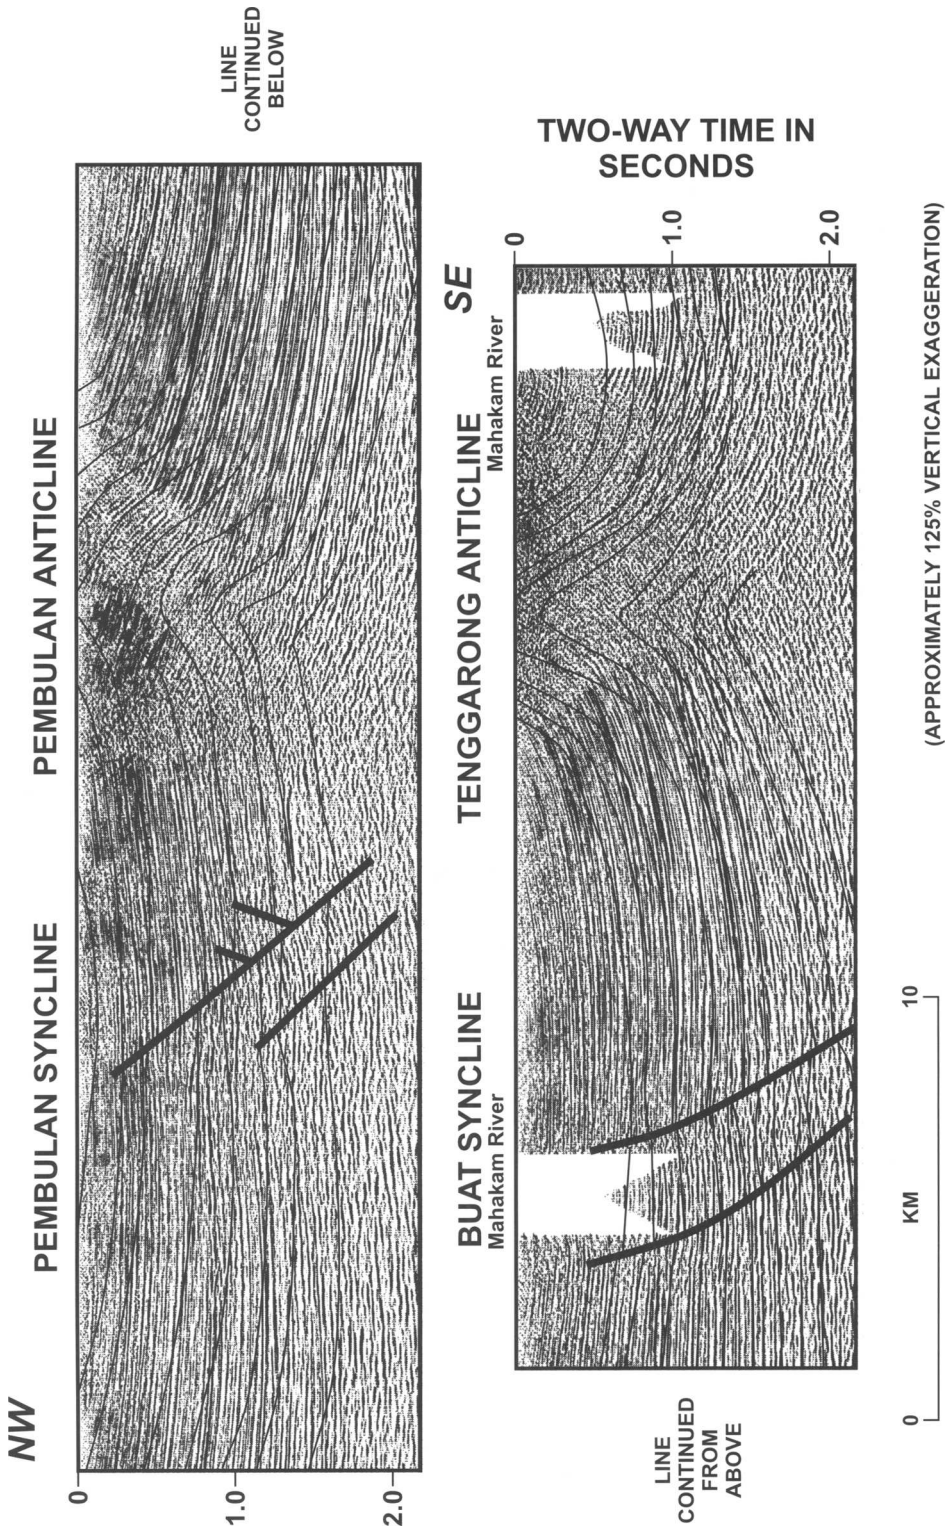 NW
PEMBULAN SYNCLINE
PEMBULAN ANTICLINE
0
1.0
2.0
LINE
CONTINUED
BELOW
BUAT SYNCLINE
Mahakam River
TENGGARONG ANTICLINE
Mahakam River
SE
LINE
CONTINUED
FROM
ABOVE
0
1.0
2.0
TWO-WAY TIME IN
SECONDS
0
KM
10
(APPROXIMATELY 125% VERTICAL EXAGGERATION)